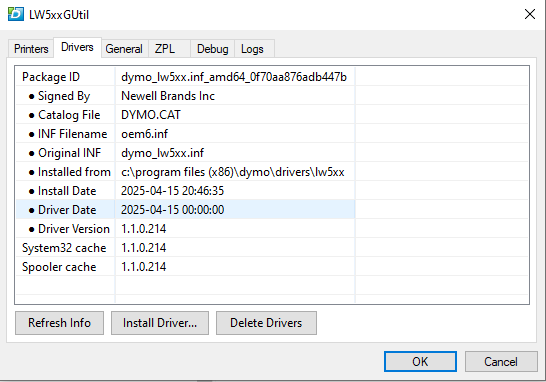 LW5xxGUtil
Printers Drivers General ZPL Debug Logs
Package ID dymo_lw5xx.inf_amd64_0f70aa876adb447b
● Signed By Newell Brands Inc
● Catalog File DYMO.CAT
● INF Filename oem6.inf
● Original INF dymo_lw5xx.inf
● Installed from c:\program files (x86)\dymo\drivers\lw5xx
● Install Date 2025-04-15 20:46:35
● Driver Date 2025-04-15 00:00:00
● Driver Version 1.1.0.214
System32 cache 1.1.0.214
Spooler cache 1.1.0.214
Refresh Info Install Driver... Delete Drivers
OK Cancel